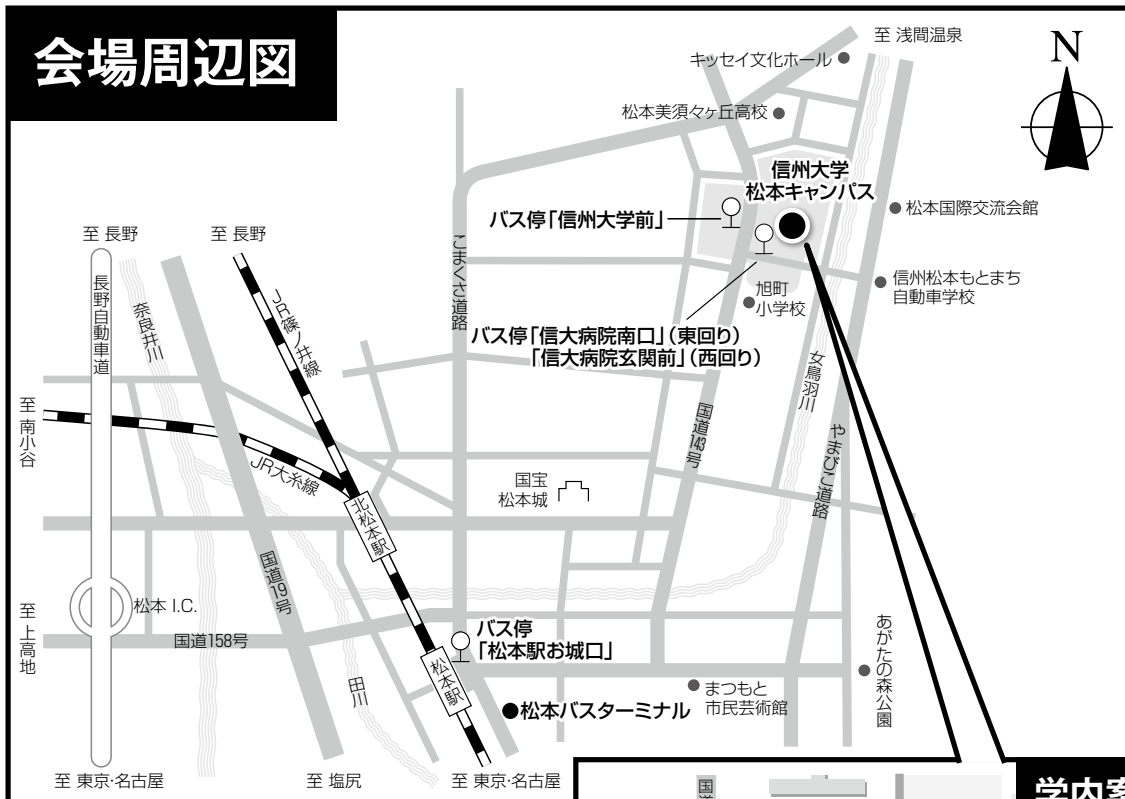 会場周辺図
至 浅間温泉
N
キッセイ文化ホール
松本美須々ヶ丘高校
信州大学
松本キャンパス
バス停「信州大学前」
松本国際交流会館
至 長野
至 長野
こまくさ道路
長野自動車道
奈良井川
JR篠ノ井線
信州松本もとまち
自動車学校
旭町
小学校
バス停「信大病院南口」(東回り)
「信大病院玄関前」(西回り)
女鳥羽川
至 南小谷
国道143号
やまびこ道路
JR大糸線
国宝
松本城
北松本駅
国道19号
松本 I.C.
至 上高地
国道158号
バス停
「松本駅お城口」
あがたの森公園
松本駅
田川
まつもと
市民芸術館
松本バスターミナル
至 東京・名古屋
至 塩尻
至 東京・名古屋
国道
学内案